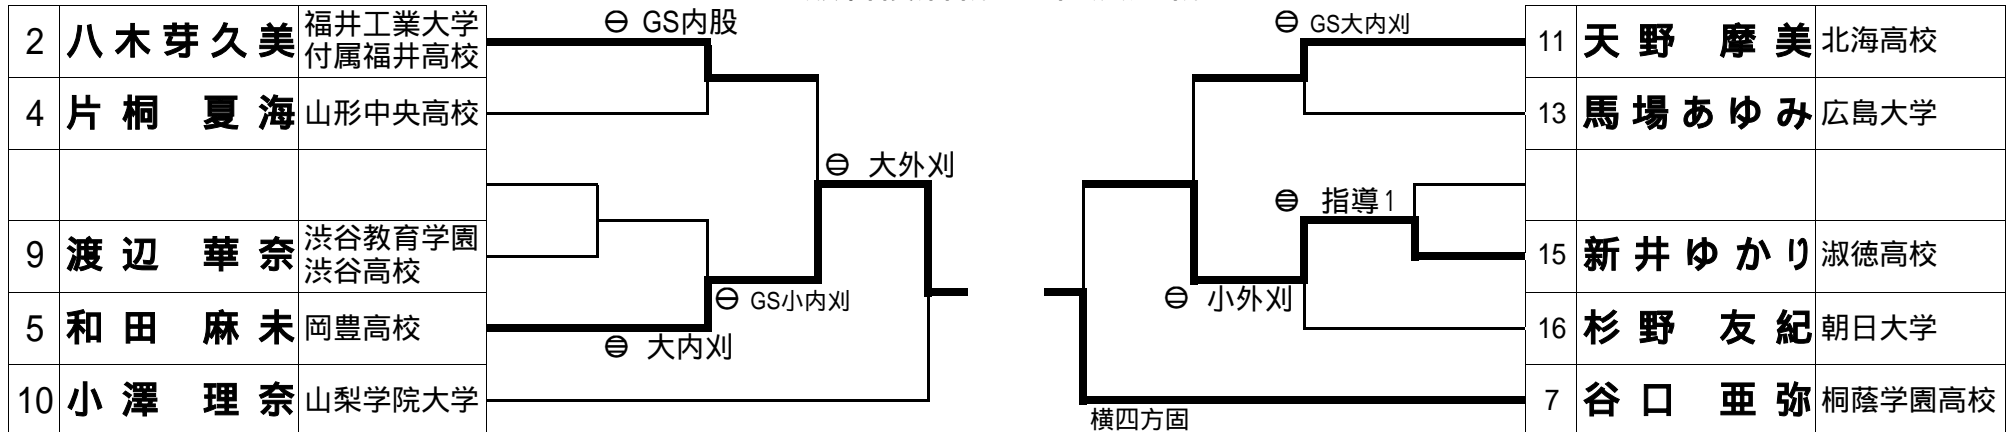 2 八木芽久美 福井工業大学
付属福井高校
4 片桐 夏海 山形中央高校
9 渡辺 華奈 渋谷教育学園
渋谷高校
5 和田 麻未 岡豊高校
10 小澤 理奈 山梨学院大学
GS内股
大外刈
GS小内刈
大内刈
GS大内刈
指導1
小外刈
横四方固
11 天野 摩美 北海高校
13 馬場あゆみ 広島大学
15 新井ゆかり 淑徳高校
16 杉野 友紀 朝日大学
7 谷口 亜弥 桐蔭学園高校